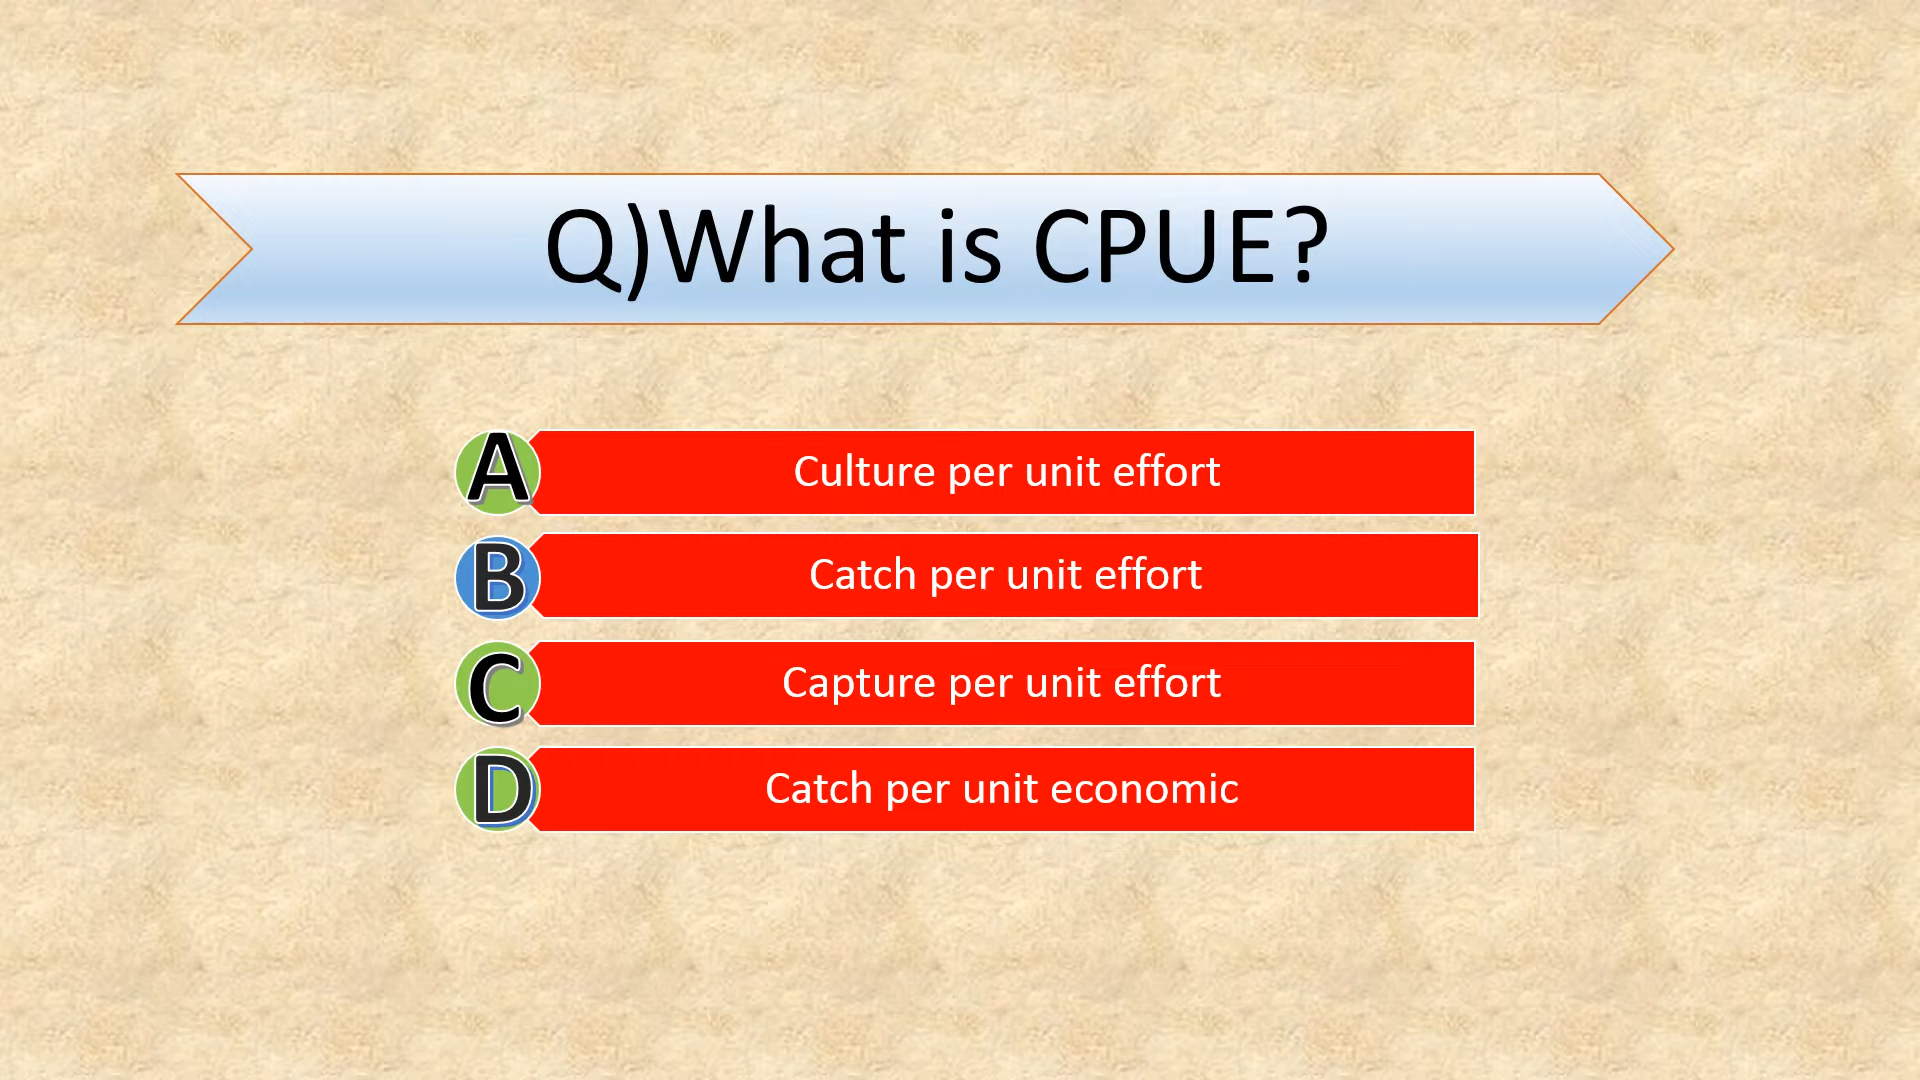 Q)What is CPUE?
A Culture per unit effort
B Catch per unit effort
C Capture per unit effort
D Catch per unit economic